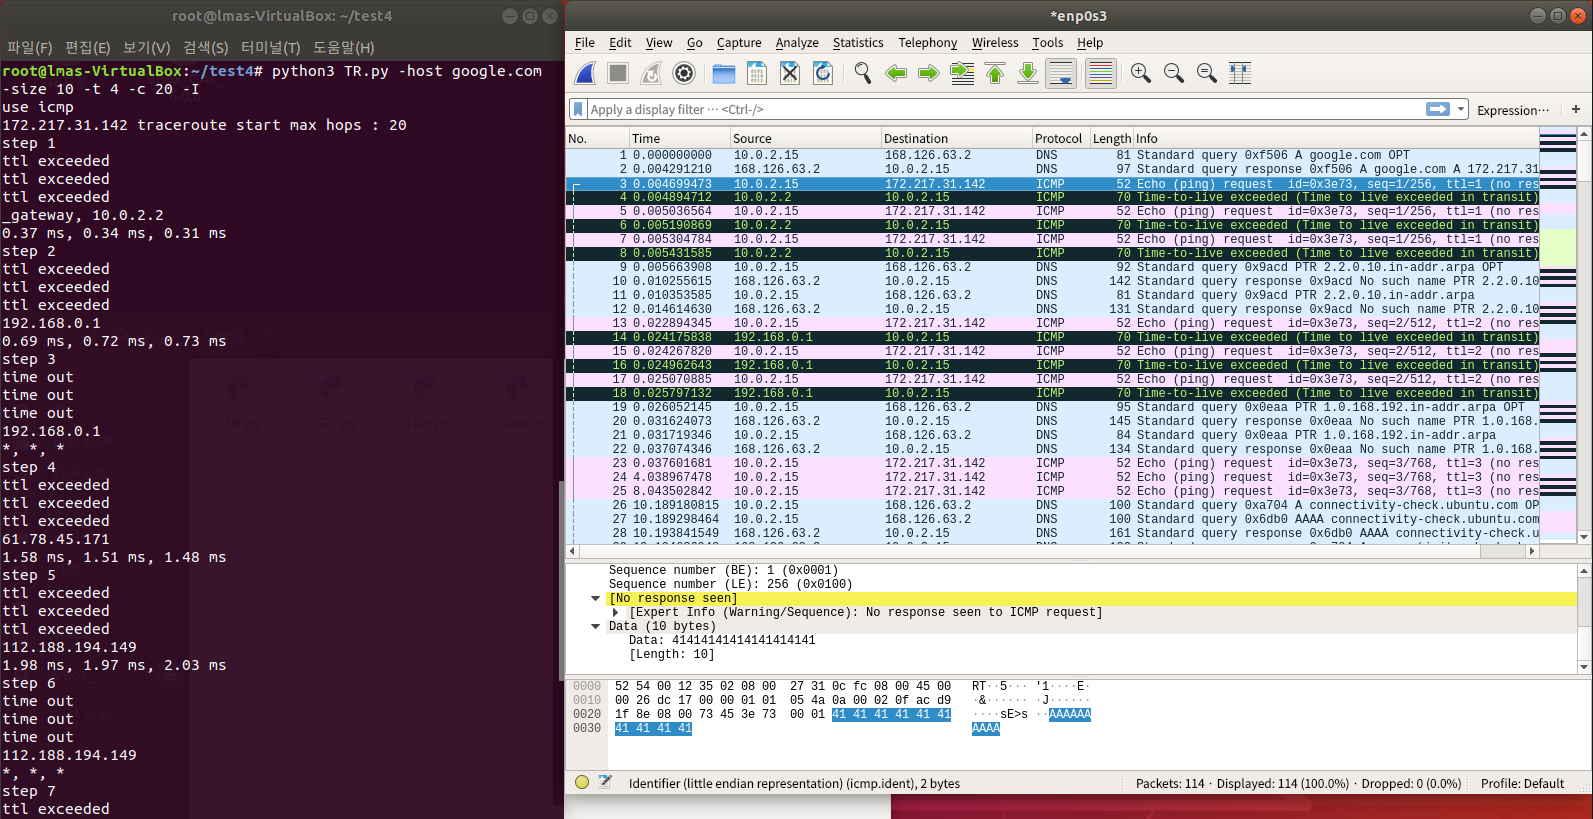 root@lmas-VirtualBox: ~/test4
파일(F) 편집(E) 보기(V) 검색(S) 터미널(T) 도움말(H)
root@lmas-VirtualBox:~/test4# python3 TR.py -host google.com
-size 10 -t 4 -c 20 -I
use icmp
172.217.31.142 traceroute start max hops : 20
step 1
ttl exceeded
ttl exceeded
ttl exceeded
_gateway, 10.0.2.2
0.37 ms, 0.34 ms, 0.31 ms
step 2
ttl exceeded
ttl exceeded
ttl exceeded
192.168.0.1
0.69 ms, 0.72 ms, 0.73 ms
step 3
time out
time out
time out
192.168.0.1
*, *, *
step 4
ttl exceeded
ttl exceeded
ttl exceeded
61.78.45.171
1.58 ms, 1.51 ms, 1.48 ms
step 5
ttl exceeded
ttl exceeded
ttl exceeded
112.188.194.149
1.98 ms, 1.97 ms, 2.03 ms
step 6
time out
time out
time out
112.188.194.149
*, *, *
step 7
ttl exceeded
*enp0s3
File Edit View Go Capture Analyze Statistics Telephony Wireless Tools Help
Apply a display filter ... <Ctrl-/> Expression... +
No. Time Source Destination Protocol Length Info
1 0.000000000 10.0.2.15 168.126.63.2 DNS 81 Standard query 0xf506 A google.com OPT
2 0.004291210 168.126.63.2 10.0.2.15 DNS 97 Standard query response 0xf506 A google.com A 172.217.31
3 0.004699473 10.0.2.15 172.217.31.142 ICMP 52 Echo (ping) request id=0x3e73, seq=1/256, ttl=1 (no res
4 0.004894712 10.0.2.2 10.0.2.15 ICMP 70 Time-to-live exceeded (Time to live exceeded in transit)
5 0.005036564 10.0.2.15 172.217.31.142 ICMP 52 Echo (ping) request id=0x3e73, seq=1/256, ttl=1 (no res
6 0.005190869 10.0.2.2 10.0.2.15 ICMP 70 Time-to-live exceeded (Time to live exceeded in transit)
7 0.005304784 10.0.2.15 172.217.31.142 ICMP 52 Echo (ping) request id=0x3e73, seq=1/256, ttl=1 (no res
8 0.005431585 10.0.2.2 10.0.2.15 ICMP 70 Time-to-live exceeded (Time to live exceeded in transit)
9 0.005663908 10.0.2.15 168.126.63.2 DNS 92 Standard query 0x9acd PTR 2.2.0.10.in-addr.arpa OPT
10 0.010255615 168.126.63.2 10.0.2.15 DNS 142 Standard query response 0x9acd No such name PTR 2.2.0.10
11 0.010353585 10.0.2.15 168.126.63.2 DNS 81 Standard query 0x9acd PTR 2.2.0.10.in-addr.arpa
12 0.014614630 168.126.63.2 10.0.2.15 DNS 131 Standard query response 0x9acd No such name PTR 2.2.0.10
13 0.022894345 10.0.2.15 172.217.31.142 ICMP 52 Echo (ping) request id=0x3e73, seq=2/512, ttl=2 (no res
14 0.024175838 192.168.0.1 10.0.2.15 ICMP 70 Time-to-live exceeded (Time to live exceeded in transit)
15 0.024267820 10.0.2.15 172.217.31.142 ICMP 52 Echo (ping) request id=0x3e73, seq=2/512, ttl=2 (no res
16 0.024962643 192.168.0.1 10.0.2.15 ICMP 70 Time-to-live exceeded (Time to live exceeded in transit)
17 0.025070885 10.0.2.15 172.217.31.142 ICMP 52 Echo (ping) request id=0x3e73, seq=2/512, ttl=2 (no res
18 0.025797132 192.168.0.1 10.0.2.15 ICMP 70 Time-to-live exceeded (Time to live exceeded in transit)
19 0.026052145 10.0.2.15 168.126.63.2 DNS 95 Standard query 0x0eaa PTR 1.0.168.192.in-addr.arpa OPT
20 0.031624073 168.126.63.2 10.0.2.15 DNS 145 Standard query response 0x0eaa No such name PTR 1.0.168.
21 0.031719346 10.0.2.15 168.126.63.2 DNS 84 Standard query 0x0eaa PTR 1.0.168.192.in-addr.arpa
22 0.037074346 168.126.63.2 10.0.2.15 DNS 134 Standard query response 0x0eaa No such name PTR 1.0.168.
23 0.037601681 10.0.2.15 172.217.31.142 ICMP 52 Echo (ping) request id=0x3e73, seq=3/768, ttl=3 (no res
24 4.038967478 10.0.2.15 172.217.31.142 ICMP 52 Echo (ping) request id=0x3e73, seq=3/768, ttl=3 (no res
25 8.043502842 10.0.2.15 172.217.31.142 ICMP 52 Echo (ping) request id=0x3e73, seq=3/768, ttl=3 (no res
26 10.189180815 10.0.2.15 168.126.63.2 DNS 100 Standard query 0xa704 A connectivity-check.ubuntu.com OP
27 10.189298464 10.0.2.15 168.126.63.2 DNS 100 Standard query 0x6db0 AAAA connectivity-check.ubuntu.com
28 10.193841549 168.126.63.2 10.0.2.15 DNS 161 Standard query response 0x6db0 AAAA connectivity-check.u
Sequence number (BE): 1 (0x0001)
Sequence number (LE): 256 (0x0100)
[No response seen]
[Expert Info (Warning/Sequence): No response seen to ICMP request]
Data (10 bytes)
Data: 41414141414141414141
[Length: 10]
0000 52 54 00 12 35 02 08 00 27 31 0c fc 08 00 45 00 RT··5··· '1····E·
0010 00 26 dc 17 00 00 01 01 05 4a 0a 00 02 0f ac d9 ·&······ ·J······
0020 1f 8e 08 00 73 45 3e 73 00 01 41 41 41 41 41 41 ····sE>s ··AAAAAA
0030 41 41 41 41 AAAA
Identifier (little endian representation) (icmp.ident), 2 bytes Packets: 114 · Displayed: 114 (100.0%) · Dropped: 0 (0.0%) Profile: Default